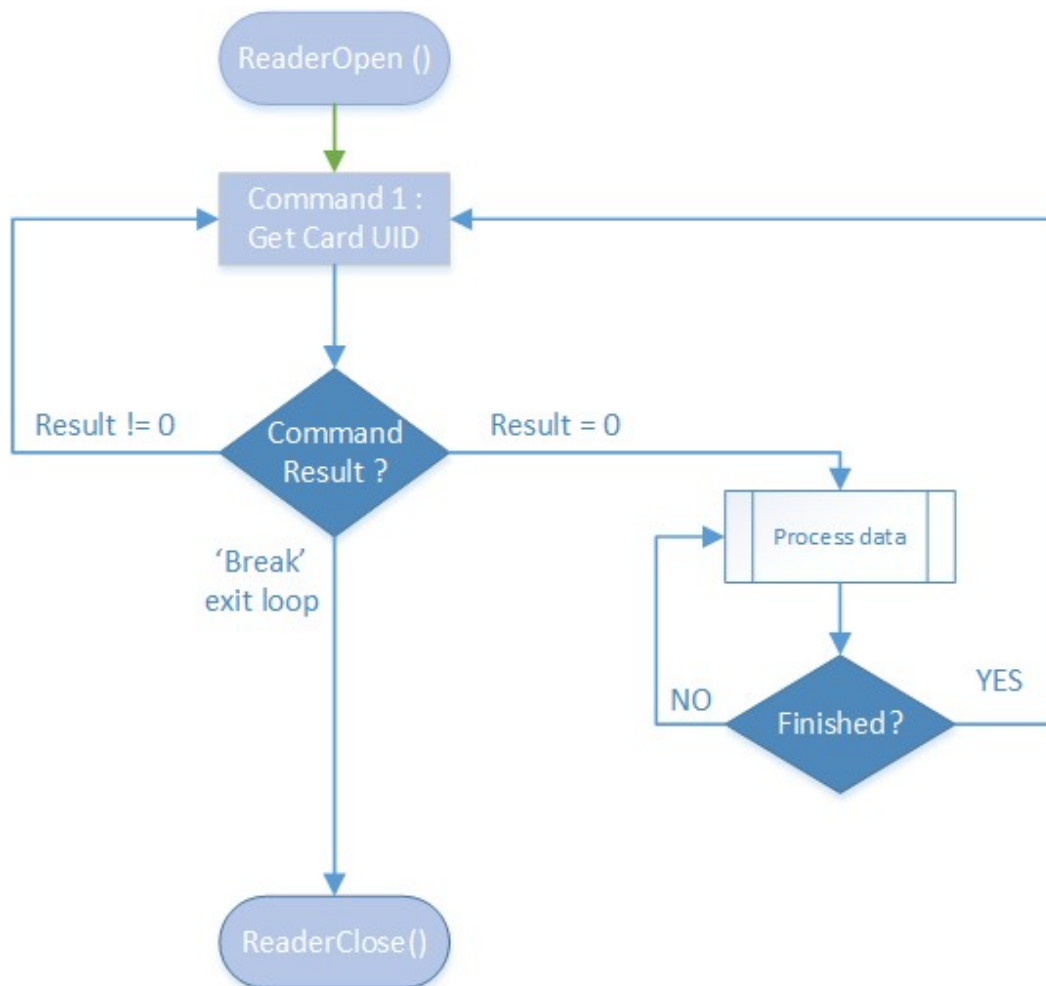 ReaderOpen ()
Command 1 :
Get Card UID
Result != 0
Command
Result ?
Result = 0
Process data
'Break'
exit loop
NO
Finished?
YES
ReaderClose()